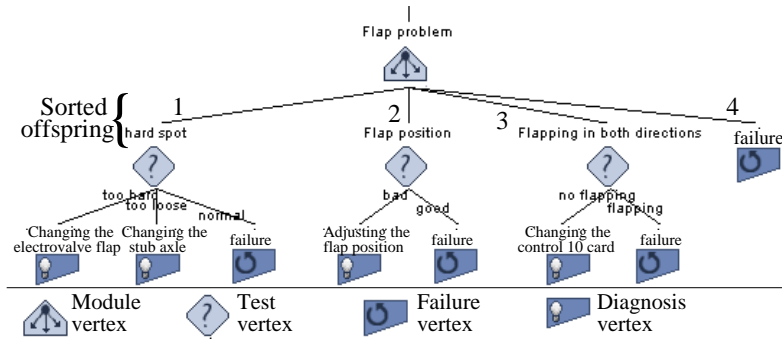 Flap problem
Sorted
offspring
1
2
3
4
hard spot
Flap position
Flapping in both directions
failure
?
?
?
too hard
too loose
normal
bad
good
no flapping
flapping
Changing the
electrovalve flap
Changing the
stub axle
failure
Adjusting the
flap position
failure
Changing the
control 10 card
failure
Module
vertex
?
Test
vertex
Failure
vertex
Diagnosis
vertex